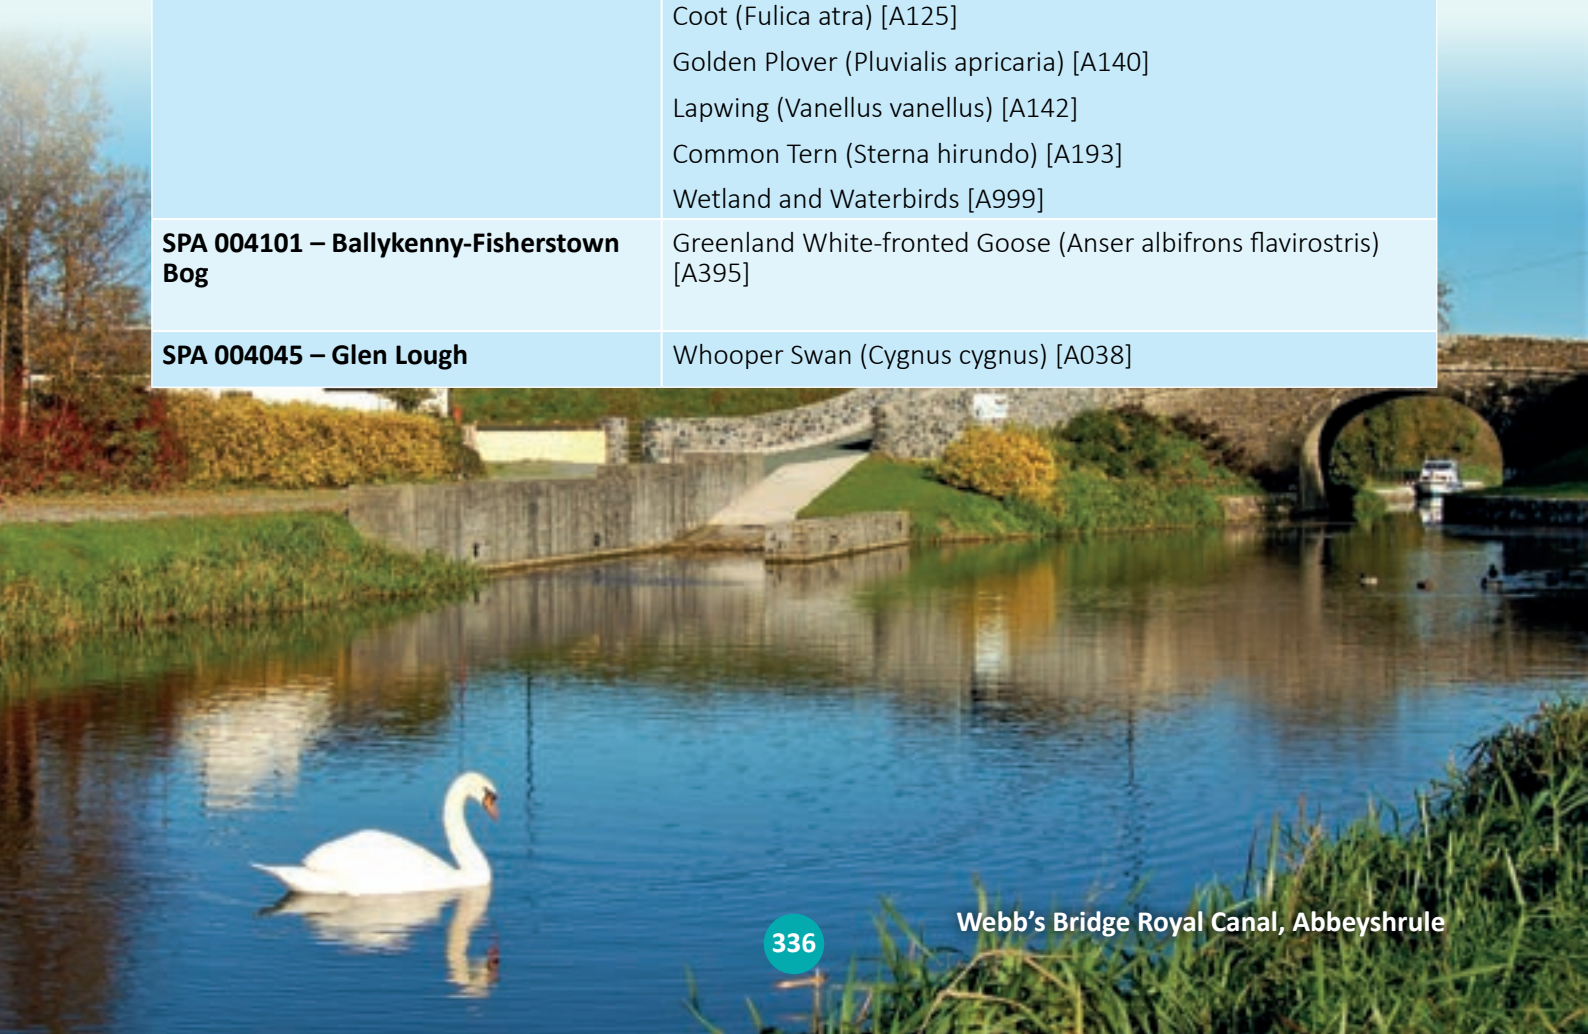 Coot (Fulica atra) [A125]
Golden Plover (Pluvialis apricaria) [A140]
Lapwing (Vanellus vanellus) [A142]
Common Tern (Sterna hirundo) [A193]
Wetland and Waterbirds [A999]
SPA 004101 – Ballykenny-Fisherstown
Bog
Greenland White-fronted Goose (Anser albifrons flavirostris)
[A395]
SPA 004045 – Glen Lough
Whooper Swan (Cygnus cygnus) [A038]
Webb’s Bridge Royal Canal, Abbeyshrule
336